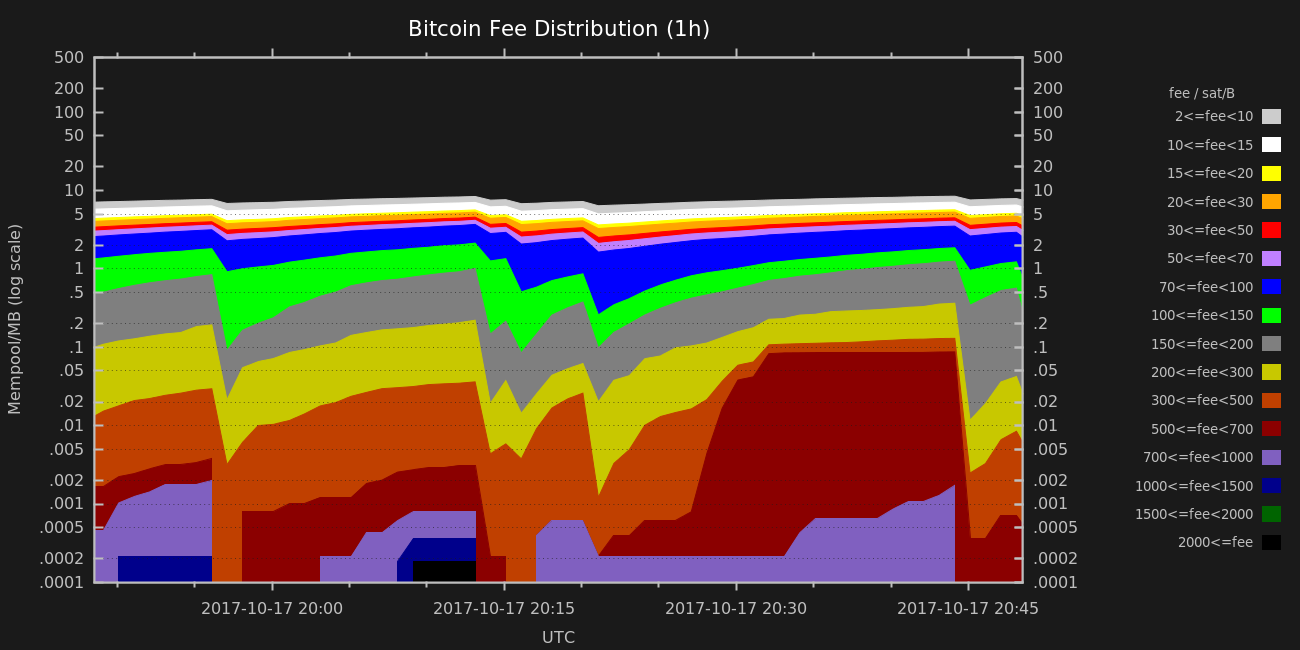 Bitcoin Fee Distribution (1h)
500 500
200 200
100 100
50 50
20 20
10 10
5 5
2 2
1 1
.5 .5
.2 .2
.1 .1
.05 .05
.02 .02
.01 .01
.005 .005
.002 .002
.001 .001
.0005 .0005
.0002 .0002
.0001 .0001
Mempool/MB (log scale)
2017-10-17 20:00 2017-10-17 20:15 2017-10-17 20:30 2017-10-17 20:45
UTC
fee / sat/B
2<=fee<10
10<=fee<15
15<=fee<20
20<=fee<30
30<=fee<50
50<=fee<70
70<=fee<100
100<=fee<150
150<=fee<200
200<=fee<300
300<=fee<500
500<=fee<700
700<=fee<1000
1000<=fee<1500
1500<=fee<2000
2000<=fee